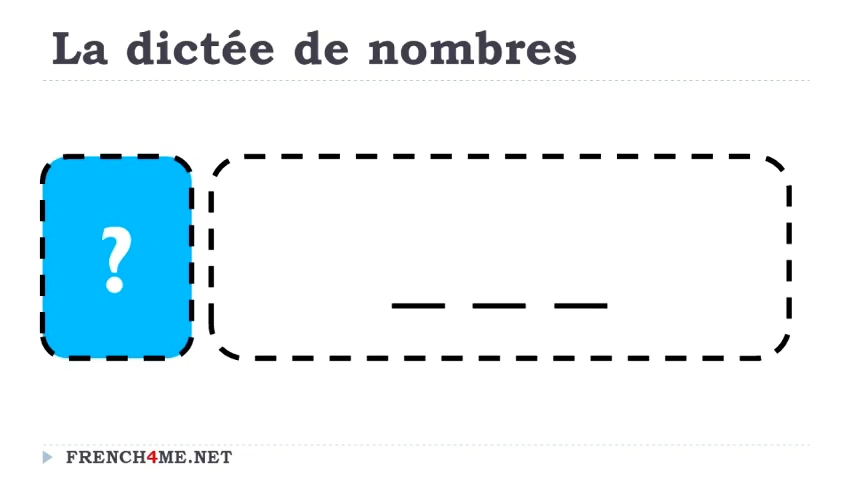 La dictée de nombres
?
_ _ _
FRENCH4ME.NET